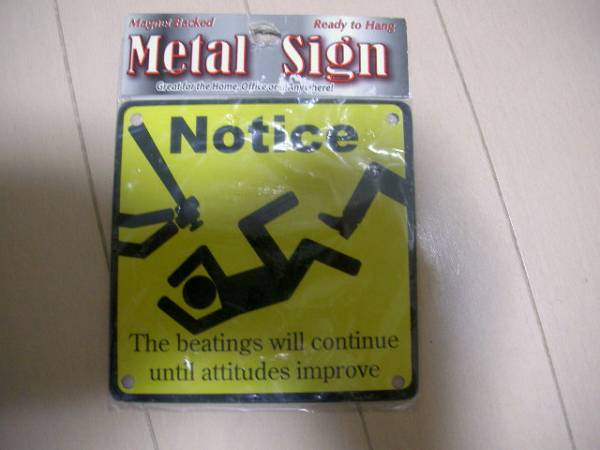 Magnet Backed Ready to Hang
Metal Sign
Great for the Home, Office or Anywhere!
Notice
The beatings will continue
until attitudes improve